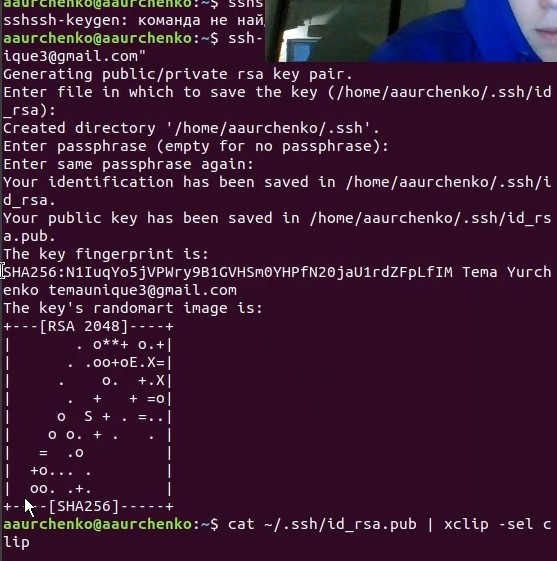 aaurchenko@aaurchenko:~$ sshs
sshssh-keygen: команда не най
aaurchenko@aaurchenko:~$ ssh-
ique3@gmail.com"
Generating public/private rsa key pair.
Enter file in which to save the key (/home/aaurchenko/.ssh/id
_rsa):
Created directory '/home/aaurchenko/.ssh'.
Enter passphrase (empty for no passphrase):
Enter same passphrase again:
Your identification has been saved in /home/aaurchenko/.ssh/i
d_rsa.
Your public key has been saved in /home/aaurchenko/.ssh/id_rs
a.pub.
The key fingerprint is:
SHA256:N1IuqYo5jVPWry9B1GVHSm0YHPfN20jaU1rdZFpLfIM Tema Yurch
enko temaunique3@gmail.com
The key's randomart image is:
+---[RSA 2048]----+
|       . o**+ o.+|
|      . .oo+oE.X=|
|     .    o.  +.X|
|      .  +   + =o|
|     o  S + . =..|
|    o o. + .   . |
|   =  .o         |
|  +o... .        |
|  oo. .+.        |
+----[SHA256]-----+
aaurchenko@aaurchenko:~$ cat ~/.ssh/id_rsa.pub | xclip -sel c
lip